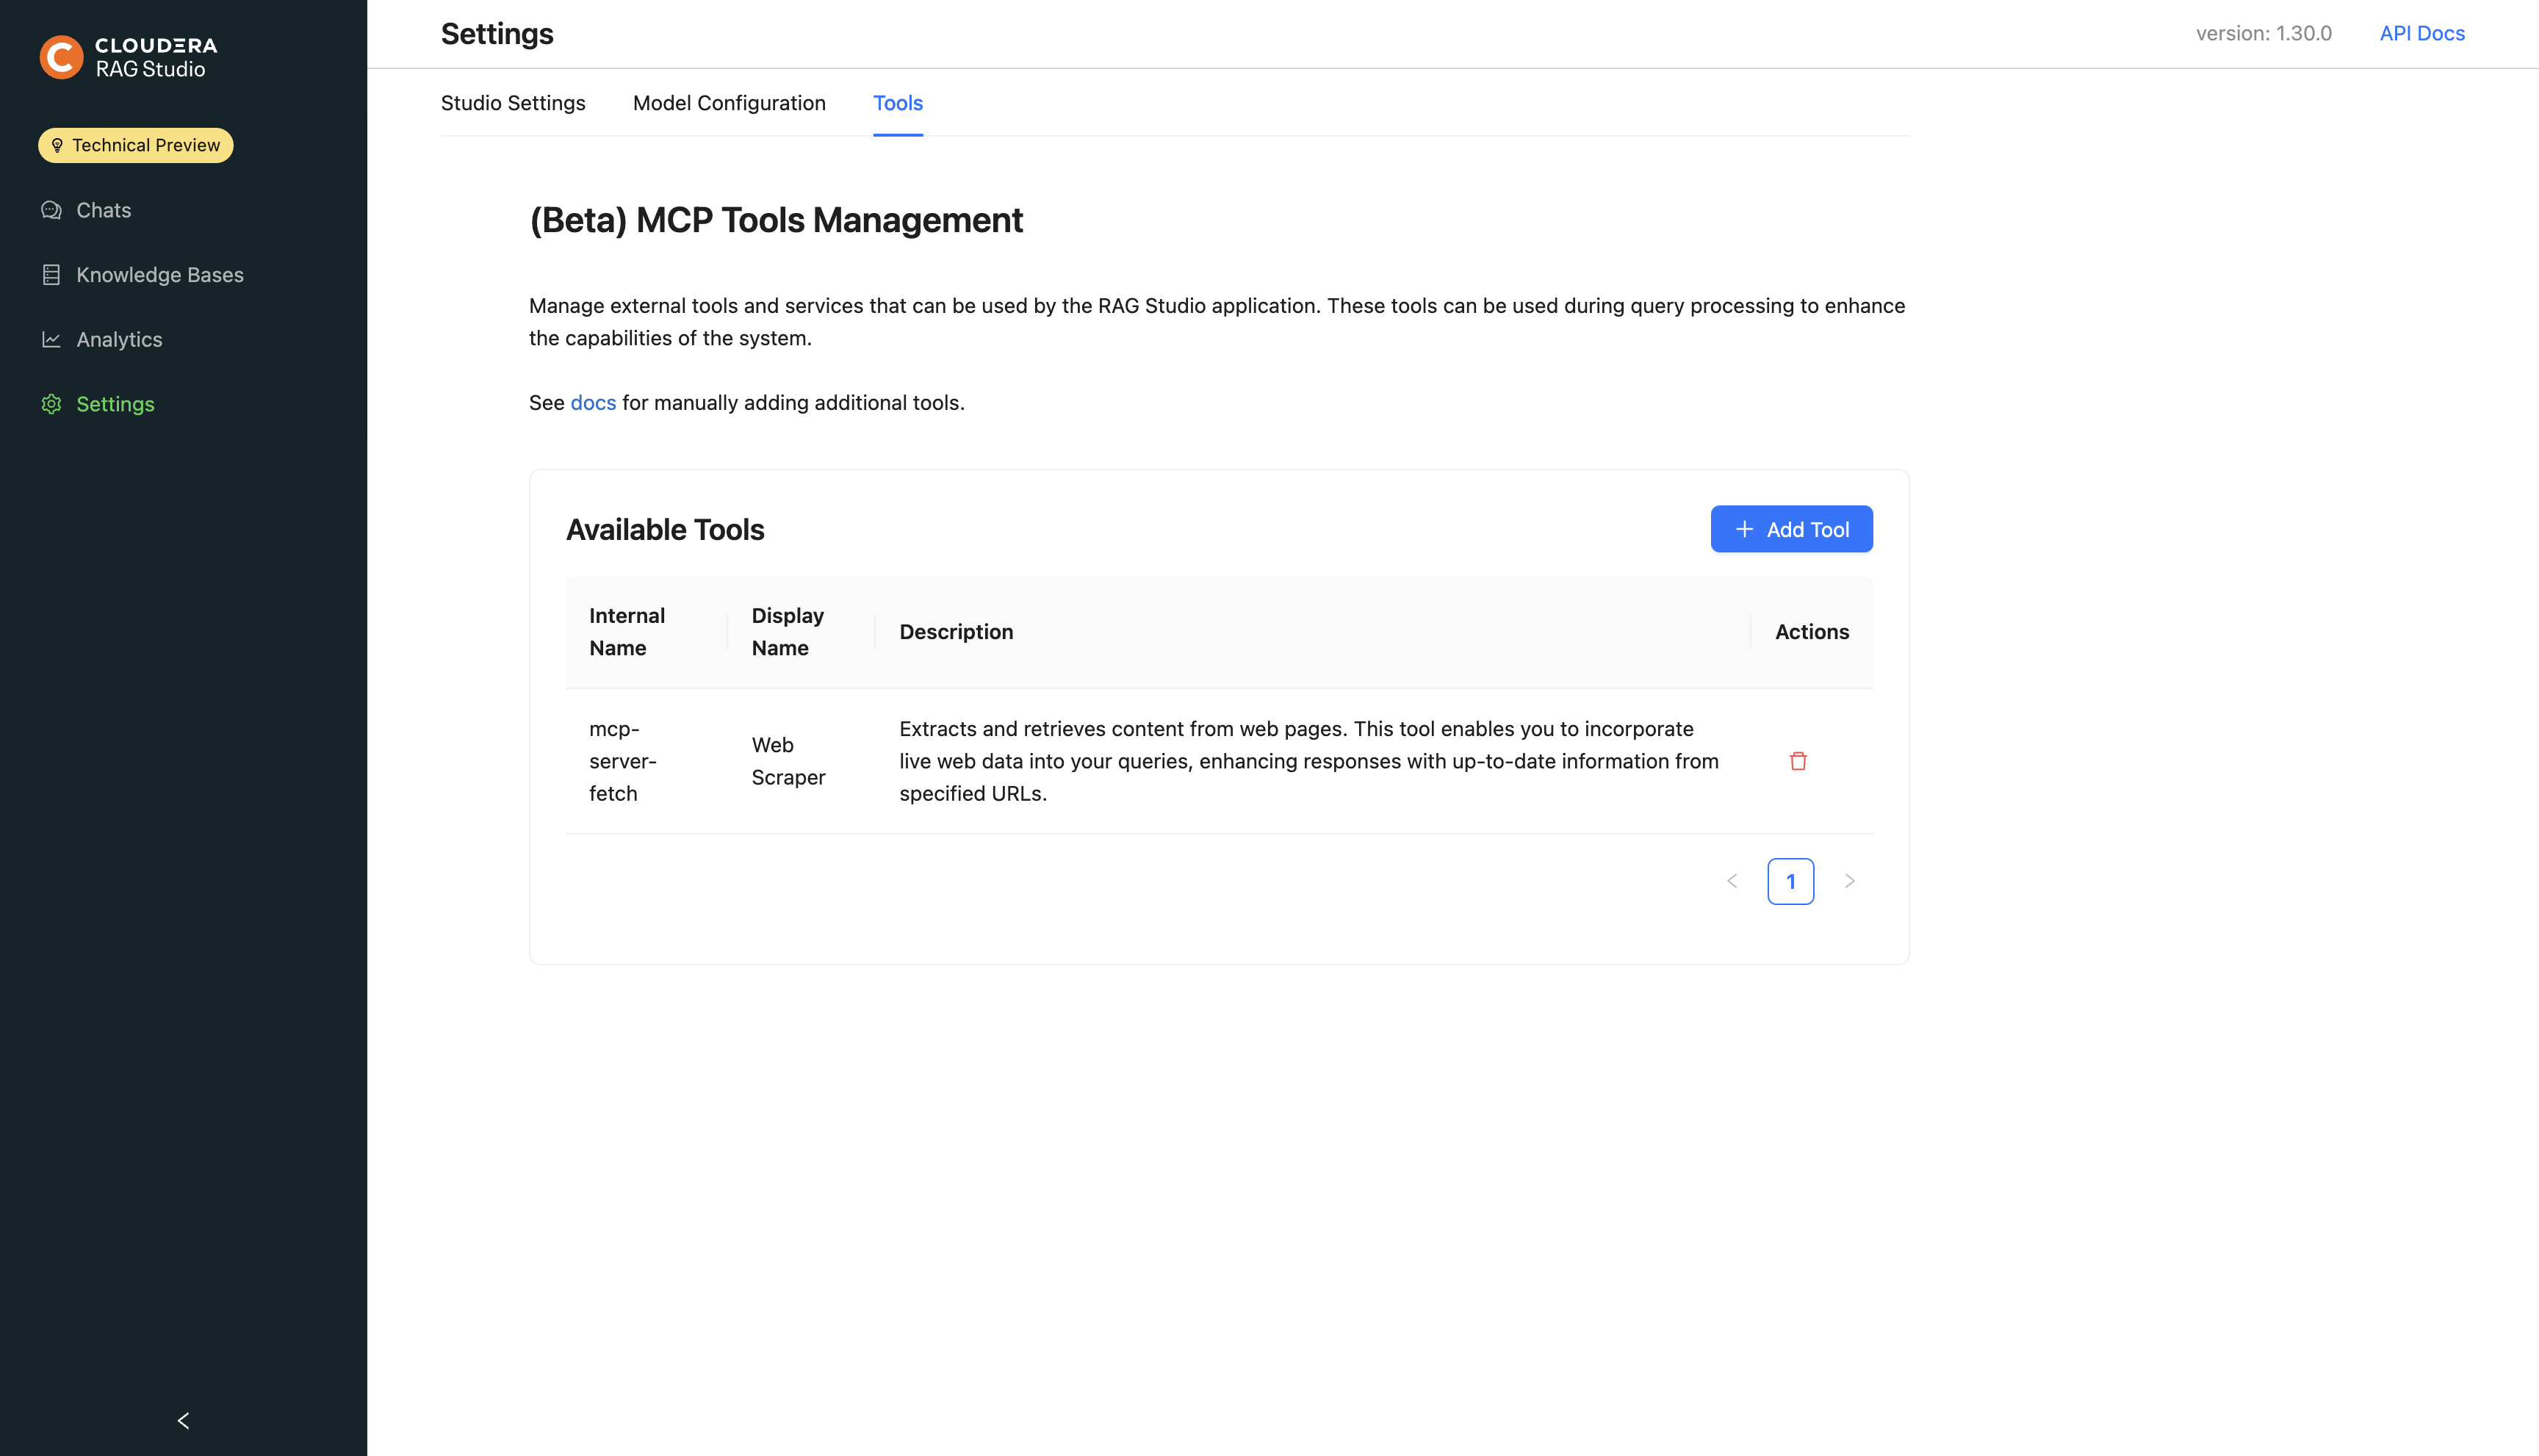 CLOUDERA
RAG Studio
Technical Preview
Chats
Knowledge Bases
Analytics
Settings
Settings
version: 1.30.0
API Docs
Studio Settings
Model Configuration
Tools
(Beta) MCP Tools Management
Manage external tools and services that can be used by the RAG Studio application. These tools can be used during query processing to enhance
the capabilities of the system.
See docs for manually adding additional tools.
Available Tools
Add Tool
Internal
Name
Display
Name
Description
Actions
mcp-
server-
fetch
Web
Scraper
Extracts and retrieves content from web pages. This tool enables you to incorporate
live web data into your queries, enhancing responses with up-to-date information from
specified URLs.
1